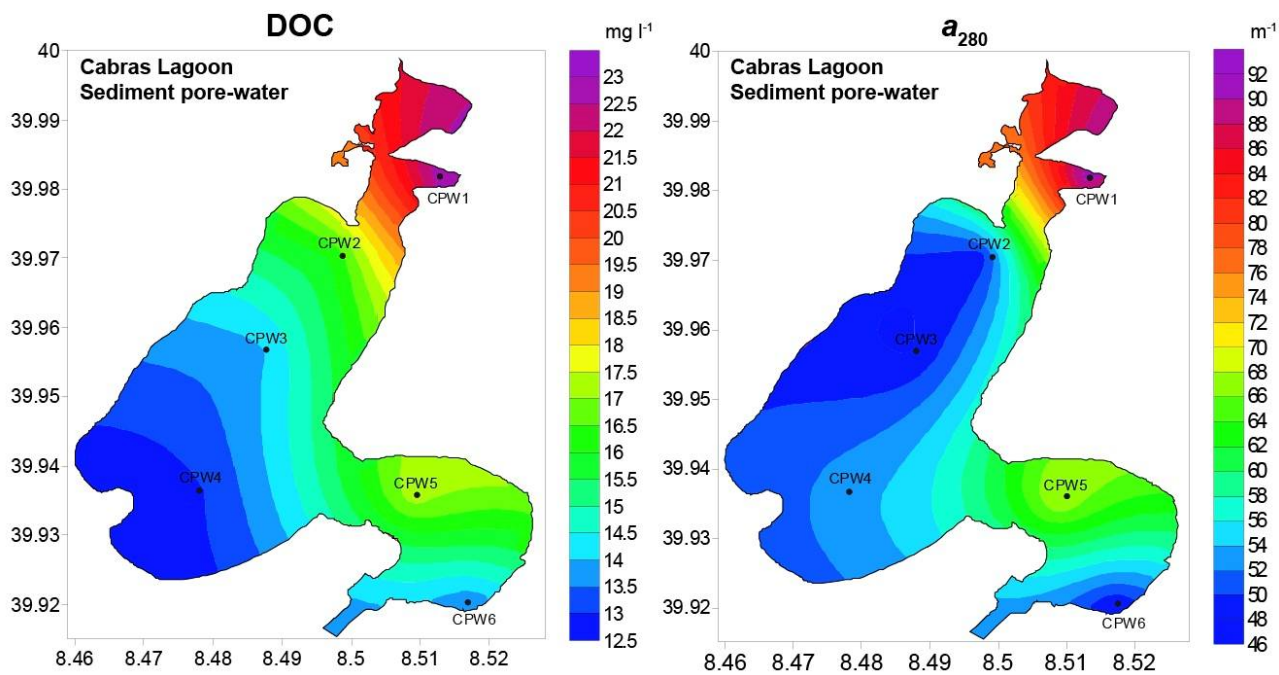 DOC
mg l-1
Cabras Lagoon
Sediment pore-water
40
39.99
39.98
39.97
39.96
39.95
39.94
39.93
39.92
8.46 8.47 8.48 8.49 8.5 8.51 8.52
CPW1
CPW2
CPW3
CPW4
CPW5
CPW6
23
22.5
22
21.5
21
20.5
20
19.5
19
18.5
18
17.5
17
16.5
16
15.5
15
14.5
14
13.5
13
12.5
a280
m-1
Cabras Lagoon
Sediment pore-water
40
39.99
39.98
39.97
39.96
39.95
39.94
39.93
39.92
8.46 8.47 8.48 8.49 8.5 8.51 8.52
CPW1
CPW2
CPW3
CPW4
CPW5
CPW6
92
90
88
86
84
82
80
78
76
74
72
70
68
66
64
62
60
58
56
54
52
50
48
46